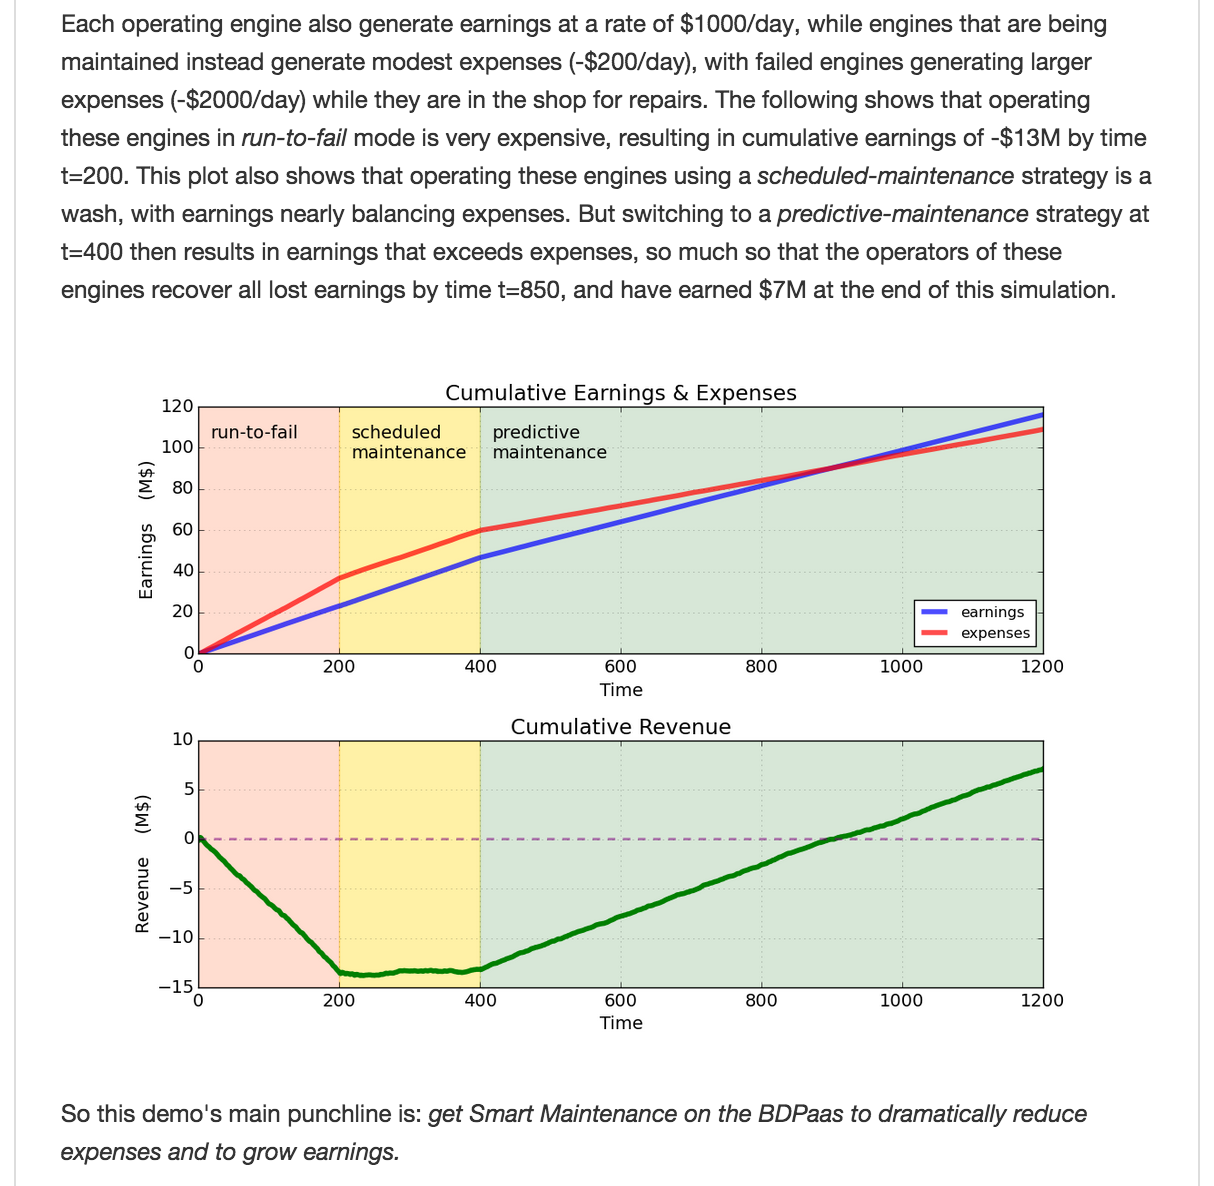 Each operating engine also generate earnings at a rate of $1000/day, while engines that are being
maintained instead generate modest expenses (-$200/day), with failed engines generating larger
expenses (-$2000/day) while they are in the shop for repairs. The following shows that operating
these engines in run-to-fail mode is very expensive, resulting in cumulative earnings of -$13M by time
t=200. This plot also shows that operating these engines using a scheduled-maintenance strategy is a
wash, with earnings nearly balancing expenses. But switching to a predictive-maintenance strategy at
t=400 then results in earnings that exceeds expenses, so much so that the operators of these
engines recover all lost earnings by time t=850, and have earned $7M at the end of this simulation.
Cumulative Earnings & Expenses
120
100
80
60
40
20
0
Earnings (M$)
run-to-fail
scheduled
maintenance
predictive
maintenance
earnings
expenses
0 200 400 600 800 1000 1200
Time
Cumulative Revenue
10
5
0
−5
−10
−15
Revenue (M$)
0 200 400 600 800 1000 1200
Time
So this demo's main punchline is: get Smart Maintenance on the BDPaas to dramatically reduce
expenses and to grow earnings.